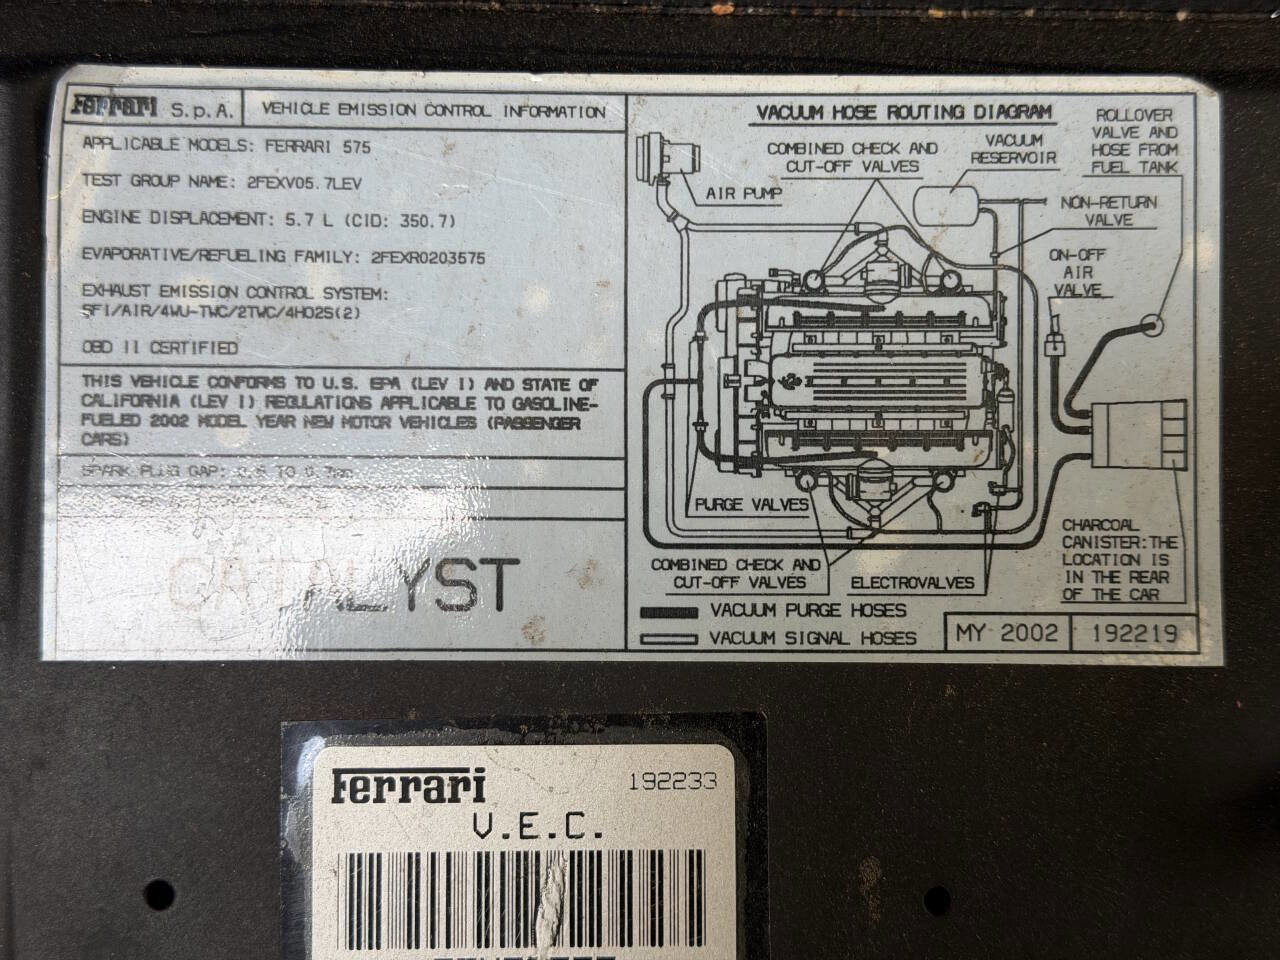 Ferrari S.p.A.
VEHICLE EMISSION CONTROL INFORMATION
APPLICABLE MODELS: FERRARI 575
TEST GROUP NAME: 2FEXV05.7LEV
ENGINE DISPLACEMENT: 5.7 L (CID: 350.7)
EVAPORATIVE/REFUELING FAMILY: 2FEXR0203575
EXHAUST EMISSION CONTROL SYSTEM:
SFI/AIR/4WU-TWC/2TWC/4HO2S(2)
OBD II CERTIFIED
THIS VEHICLE CONFORMS TO U.S. EPA (LEV I) AND STATE OF
CALIFORNIA (LEV I) REGULATIONS APPLICABLE TO GASOLINE-
FUELED 2002 MODEL YEAR NEW MOTOR VEHICLES (PASSENGER
CARS)
SPARK PLUG GAP: TO
CATALYST
VACUUM HOSE ROUTING DIAGRAM
COMBINED CHECK AND
CUT-OFF VALVES
VACUUM
RESERVOIR
ROLLOVER
VALVE AND
HOSE FROM
FUEL TANK
AIR PUMP
NON-RETURN
VALVE
ON-OFF
AIR
VALVE
PURGE VALVES
COMBINED CHECK AND
CUT-OFF VALVES
ELECTROVALVES
CHARCOAL
CANISTER: THE
LOCATION IS
IN THE REAR
OF THE CAR
VACUUM PURGE HOSES
VACUUM SIGNAL HOSES
MY 2002
192219
Ferrari
192233
V.E.C.